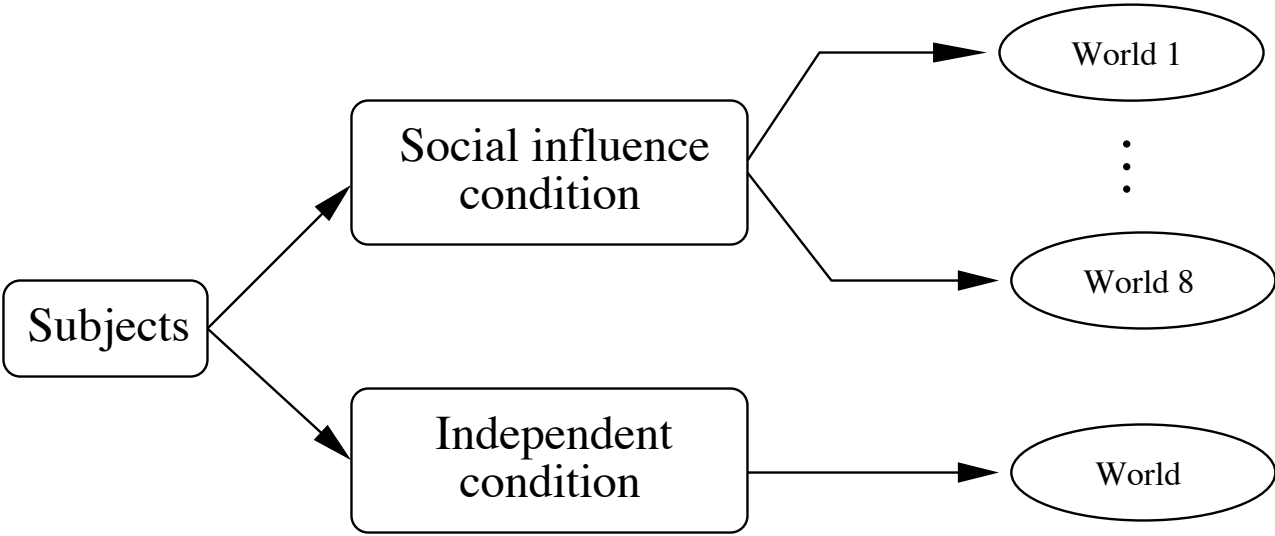 World 1
Social influence
condition
World 8
Subjects
Independent
condition
World